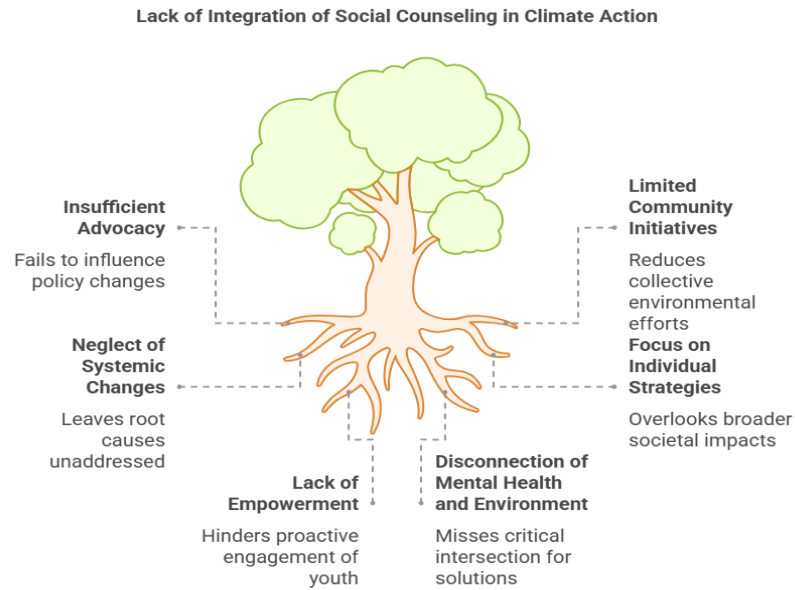 Lack of Integration of Social Counseling in Climate Action
Insufficient
Advocacy
Fails to influence
policy changes
Neglect of
Systemic
Changes
Leaves root
causes
unaddressed
Lack of
Empowerment
Hinders proactive
engagement of
youth
Disconnection of
Mental Health
and Environment
Misses critical
intersection for
solutions
Limited
Community
Initiatives
Reduces
collective
environmental
efforts
Focus on
Individual
Strategies
Overlooks broader
societal impacts